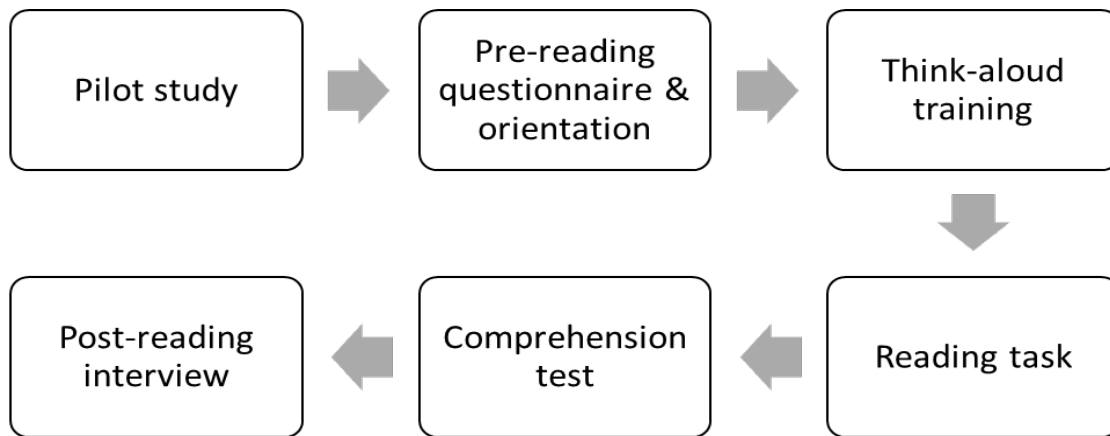 Pilot study
Pre-reading
questionnaire &
orientation
Think-aloud
training
Reading task
Comprehension
test
Post-reading
interview